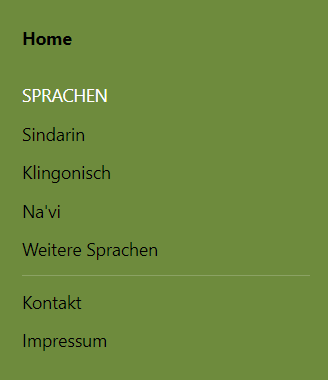 Home
SPRACHEN
Sindarin
Klingonisch
Na'vi
Weitere Sprachen
Kontakt
Impressum